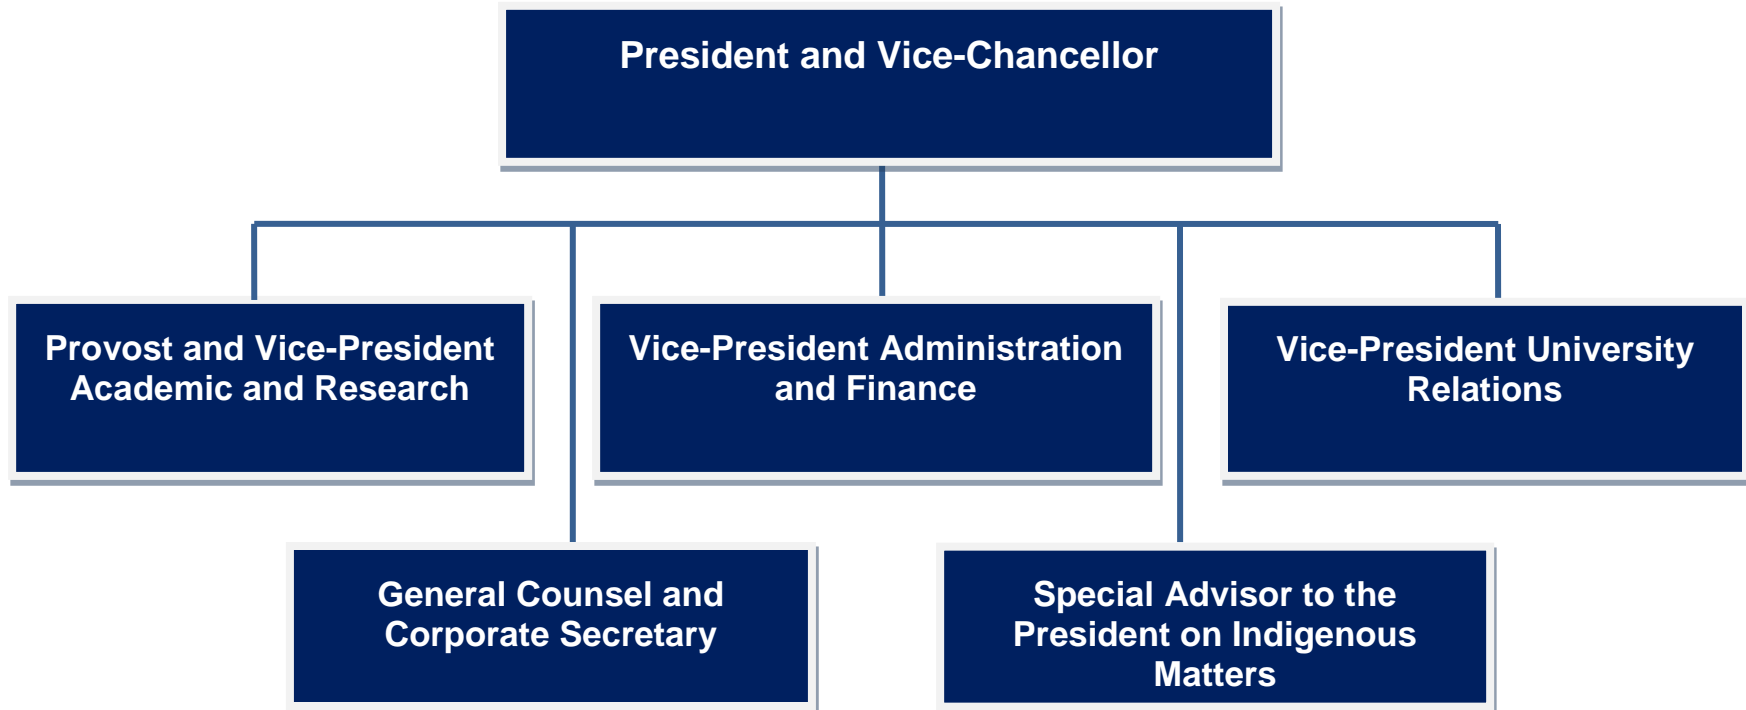 President and Vice-Chancellor
Provost and Vice-President
Academic and Research
Vice-President Administration
and Finance
Vice-President University
Relations
General Counsel and
Corporate Secretary
Special Advisor to the
President on Indigenous
Matters